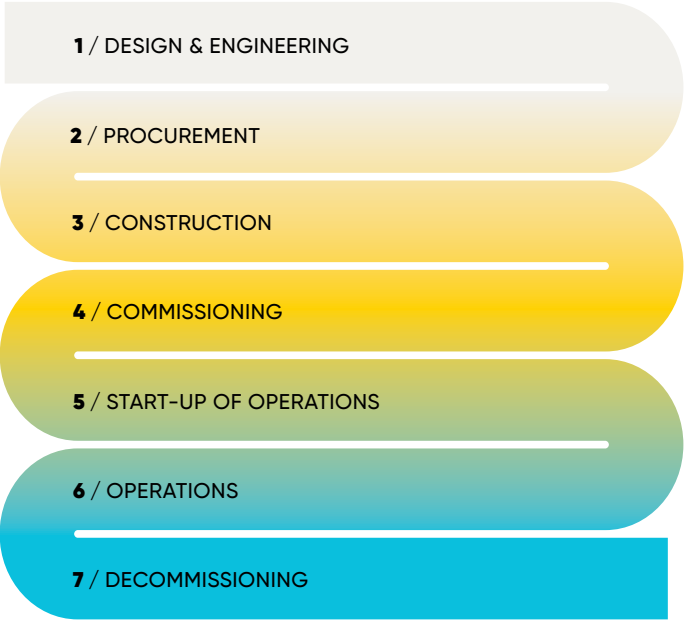 1 / DESIGN & ENGINEERING
2 / PROCUREMENT
3 / CONSTRUCTION
4 / COMMISSIONING
5 / START-UP OF OPERATIONS
6 / OPERATIONS
7 / DECOMMISSIONING